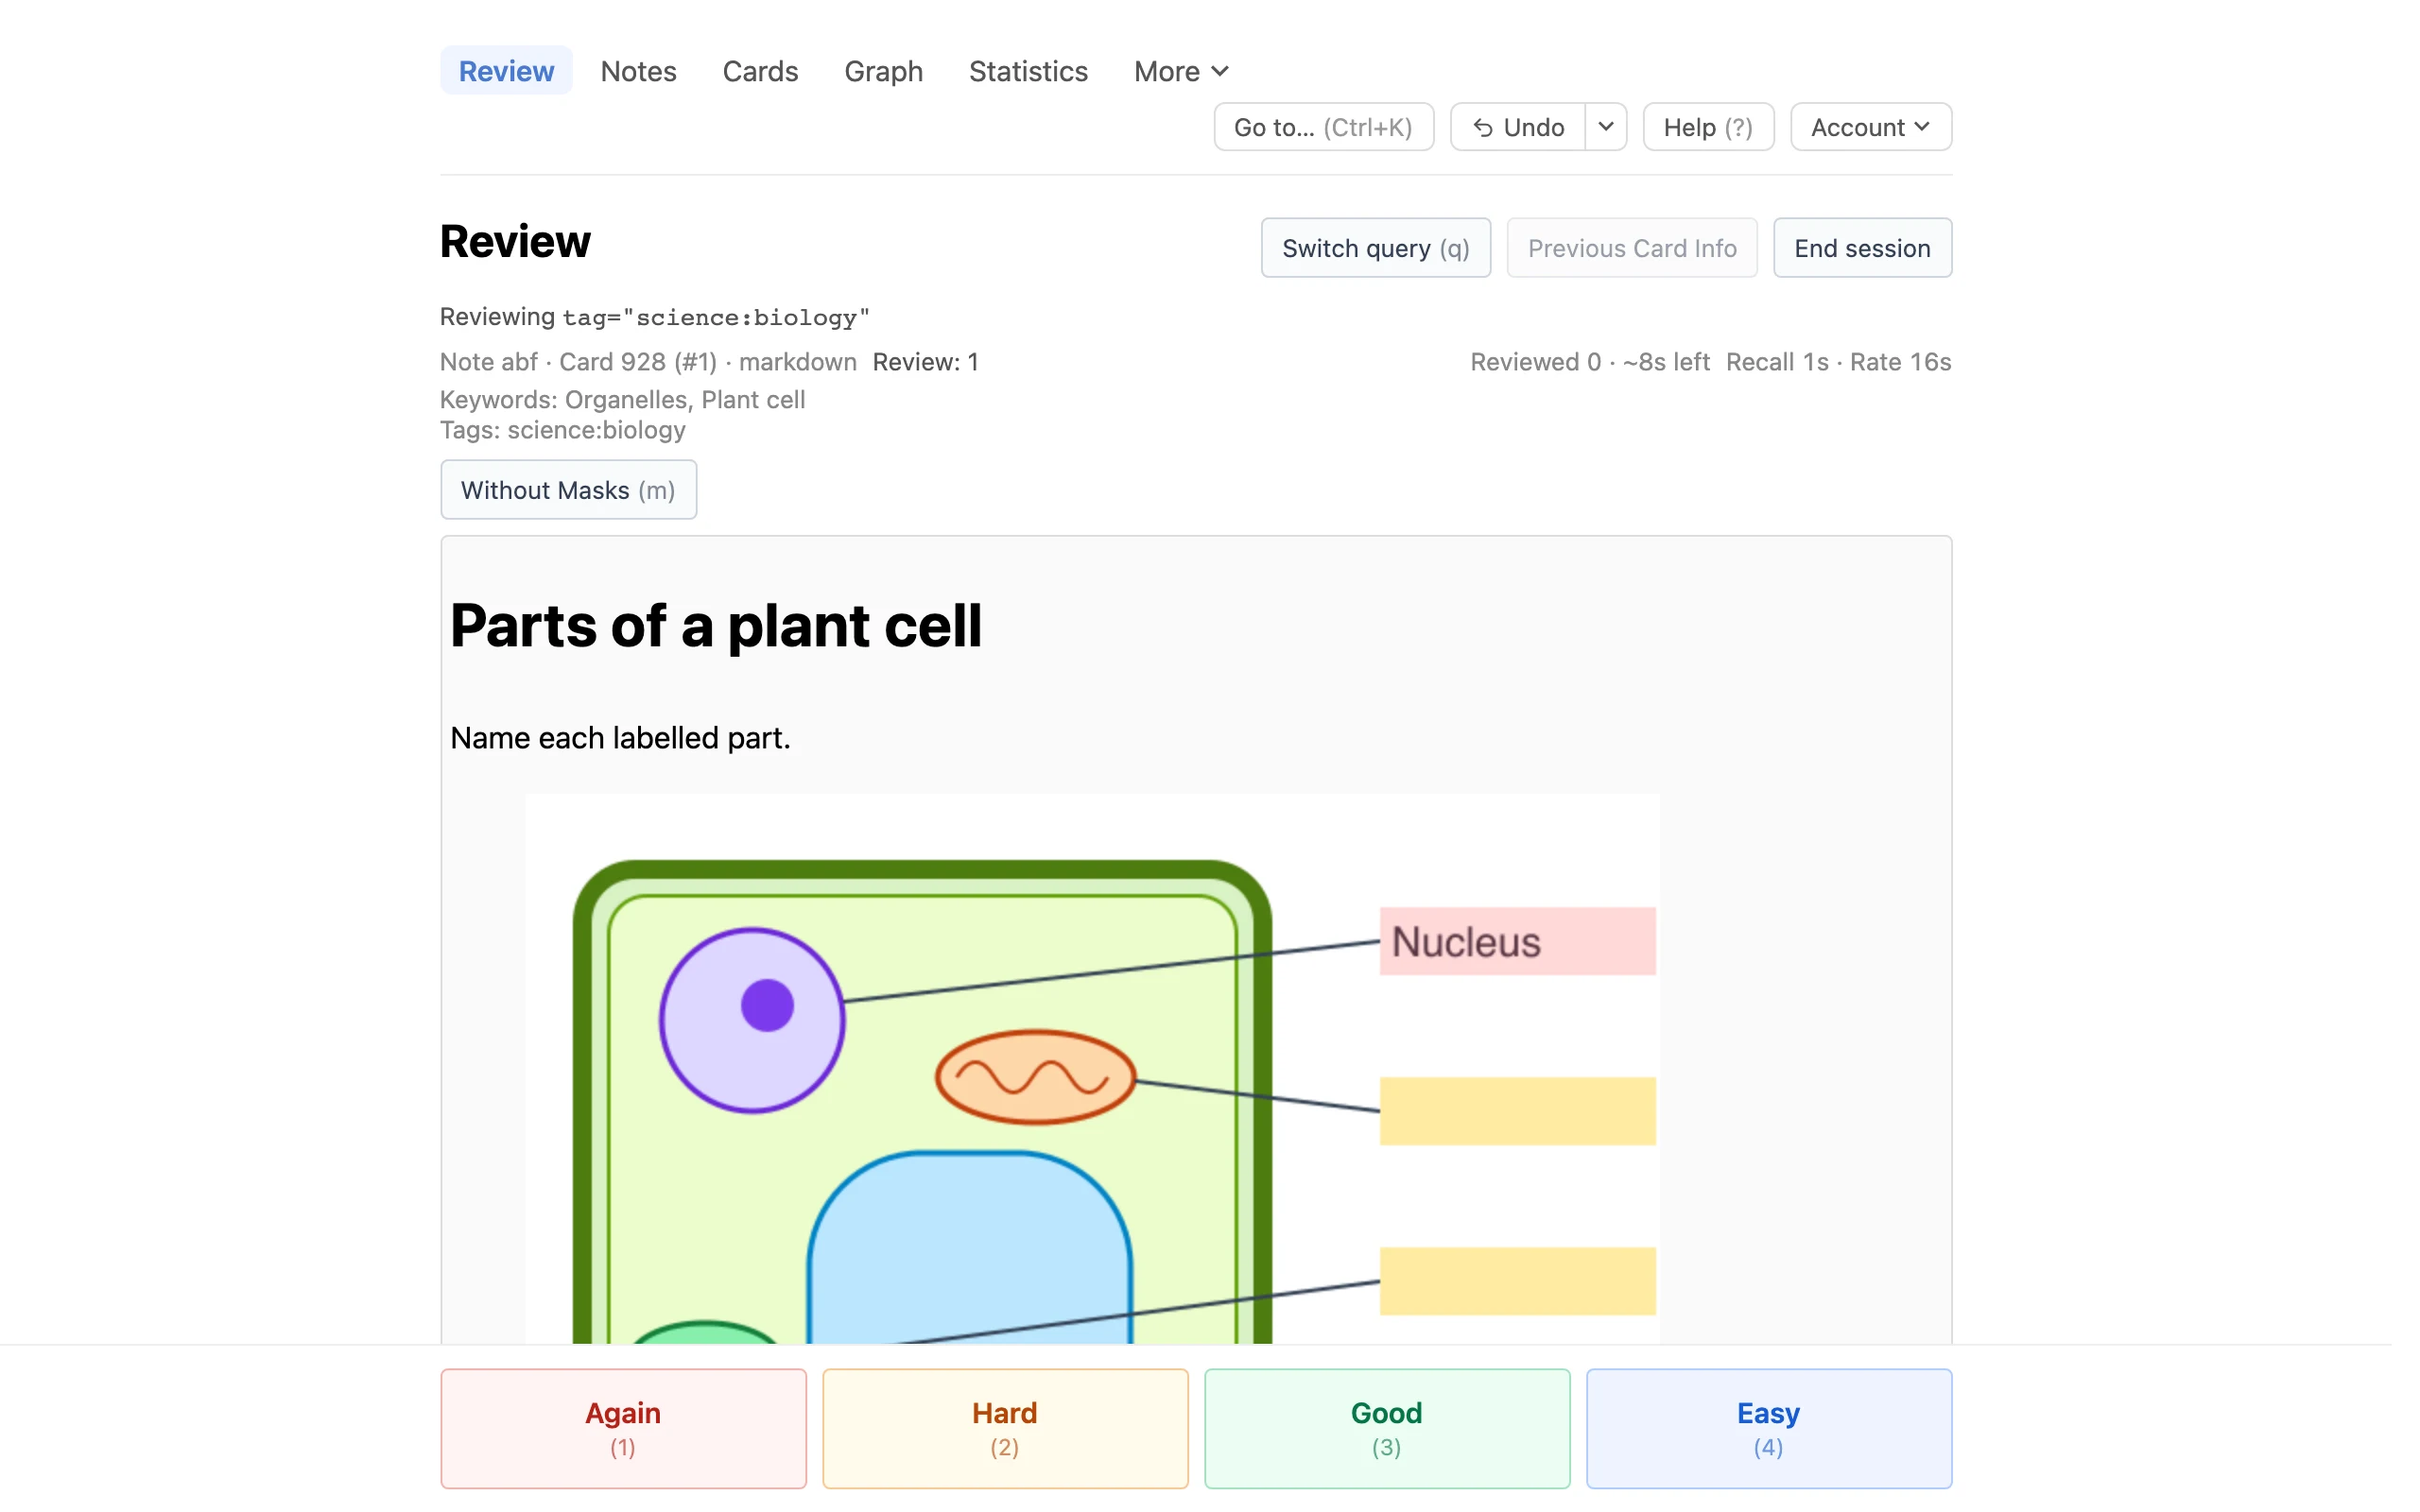 Review Notes Cards Graph Statistics More
Go to... (Ctrl+K) Undo Help (?) Account
Review Switch query (q) Previous Card Info End session
Reviewing tag="science:biology"
Note abf · Card 928 (#1) · markdown Review: 1 Reviewed 0 · ~8s left Recall 1s · Rate 16s
Keywords: Organelles, Plant cell
Tags: science:biology
Without Masks (m)
Parts of a plant cell
Name each labelled part.
Nucleus
Again Hard Good Easy
(1) (2) (3) (4)